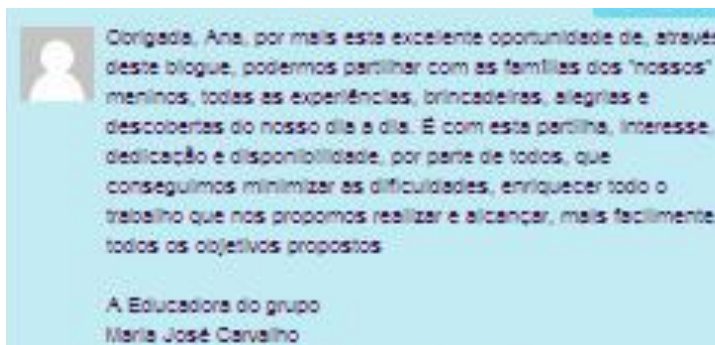 Obrigada, Ana, por mais esta excelente oportunidade de, através
deste blogue, podermos partilhar com as famílias dos "nossos"
meninos, todas as experiências, brincadeiras, alegrias e
descobertas do nosso dia a dia. É com esta partilha, interesse,
dedicação e disponibilidade, por parte de todos, que
conseguimos minimizar as dificuldades, enriquecer todo o
trabalho que nos propomos realizar e alcançar, mais facilmente
todos os objetivos propostos
A Educadora do grupo
Maria José Carvalho